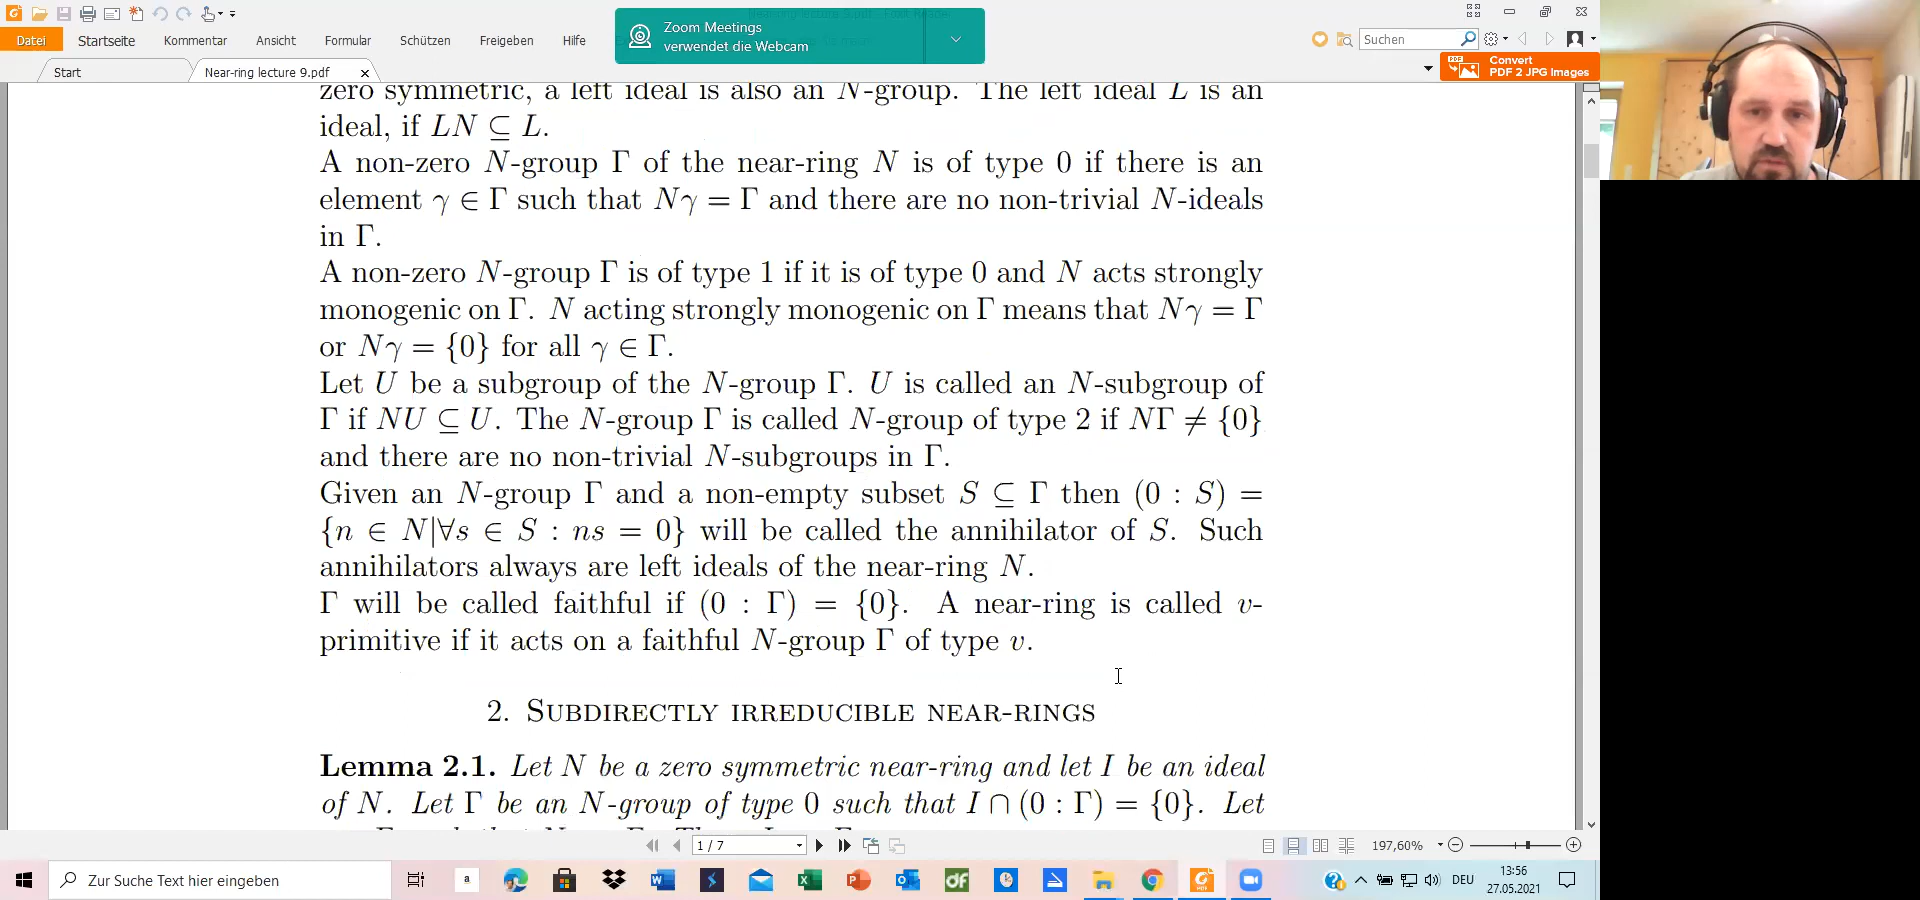 Zoom Meetings
verwendet die Webcam
Datei Startseite Kommentar Ansicht Formular Schützen Freigeben Hilfe Suchen
Convert
PDF 2 JPG Images
Start Near-ring lecture 9.pdf
zero symmetric, a left ideal is also an N-group. The left ideal L is an
ideal, if LN ⊆ L.
A non-zero N-group Γ of the near-ring N is of type 0 if there is an
element γ ∈ Γ such that Nγ = Γ and there are no non-trivial N-ideals
in Γ.
A non-zero N-group Γ is of type 1 if it is of type 0 and N acts strongly
monogenic on Γ. N acting strongly monogenic on Γ means that Nγ = Γ
or Nγ = {0} for all γ ∈ Γ.
Let U be a subgroup of the N-group Γ. U is called an N-subgroup of
Γ if NU ⊆ U. The N-group Γ is called N-group of type 2 if NΓ ≠ {0}
and there are no non-trivial N-subgroups in Γ.
Given an N-group Γ and a non-empty subset S ⊆ Γ then (0 : S) =
{n ∈ N|∀s ∈ S : ns = 0} will be called the annihilator of S. Such
annihilators always are left ideals of the near-ring N.
Γ will be called faithful if (0 : Γ) = {0}. A near-ring is called v-
primitive if it acts on a faithful N-group Γ of type v.
2. Subdirectly irreducible near-rings
Lemma 2.1. Let N be a zero symmetric near-ring and let I be an ideal
of N. Let Γ be an N-group of type 0 such that I ∩ (0 : Γ) = {0}. Let
1 / 7 197,60%
Zur Suche Text hier eingeben
DEU
13:56
27.05.2021